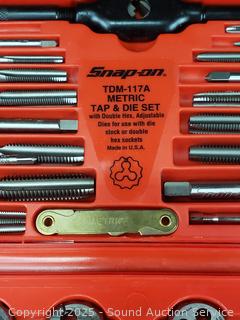 Snap-on
TDM-117A
METRIC
TAP & DIE SET
with Double Hex, Adjustable
Dies for use with die
stock or double
hex sockets
Made in U.S.A.
METRIC
Copyright 2025 - Sound Auction Service